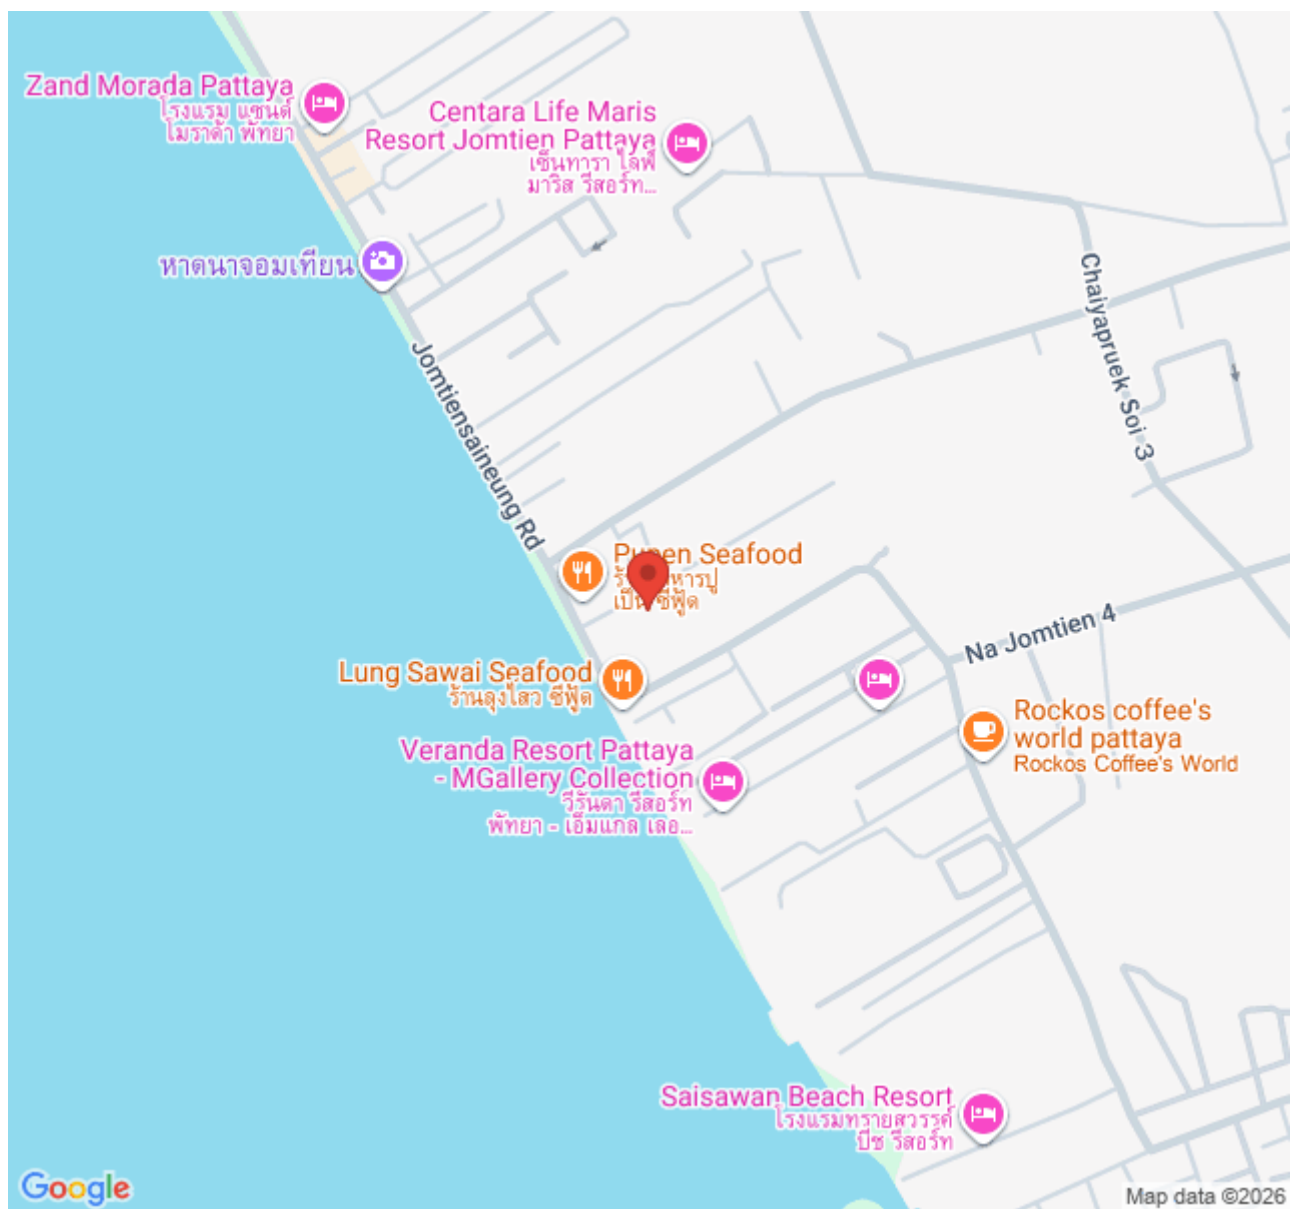 Zand Morada Pattaya
โรงแรม แซนด์
โมราด้า พัทยา
Centara Life Maris
Resort Jomtien Pattaya
เซ็นทารา ไลฟ์
มาริส รีสอร์ท...
หาดนาจอมเทียน
Chaiyapruek Soi 3
Jomtiensaineung Rd
Pupen Seafood
เป็น ซีฟู้ด
Na Jomtien 4
Lung Sawai Seafood
ร้านลุงไสว ซีฟู้ด
Rockos coffee's
world pattaya
Rockos Coffee's World
Veranda Resort Pattaya
- MGallery Collection
วีรันดา รีสอร์ท
พัทยา - เอ็มแกล เลอ...
Saisawan Beach Resort
โรงแรมทรายสวรรค์
บีช รีสอร์ท
Google
Map data ©2026